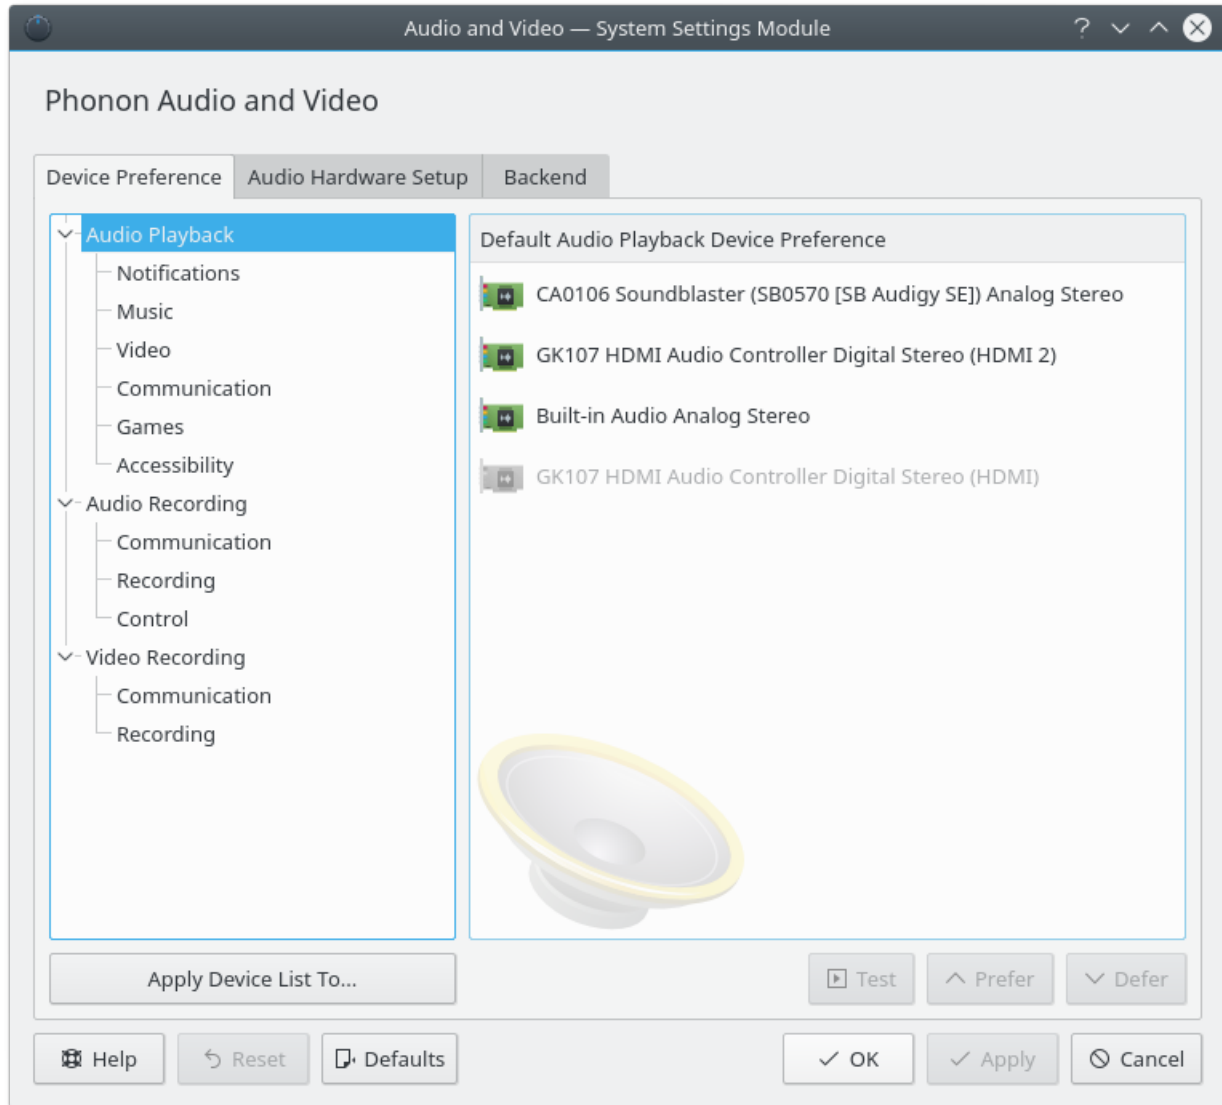 Audio and Video — System Settings Module
Phonon Audio and Video
Device Preference
Audio Hardware Setup
Backend
Audio Playback
Notifications
Music
Video
Communication
Games
Accessibility
Audio Recording
Communication
Recording
Control
Video Recording
Communication
Recording
Default Audio Playback Device Preference
CA0106 Soundblaster (SB0570 [SB Audigy SE]) Analog Stereo
GK107 HDMI Audio Controller Digital Stereo (HDMI 2)
Built-in Audio Analog Stereo
GK107 HDMI Audio Controller Digital Stereo (HDMI)
Apply Device List To...
Test
Prefer
Defer
Help
Reset
Defaults
OK
Apply
Cancel